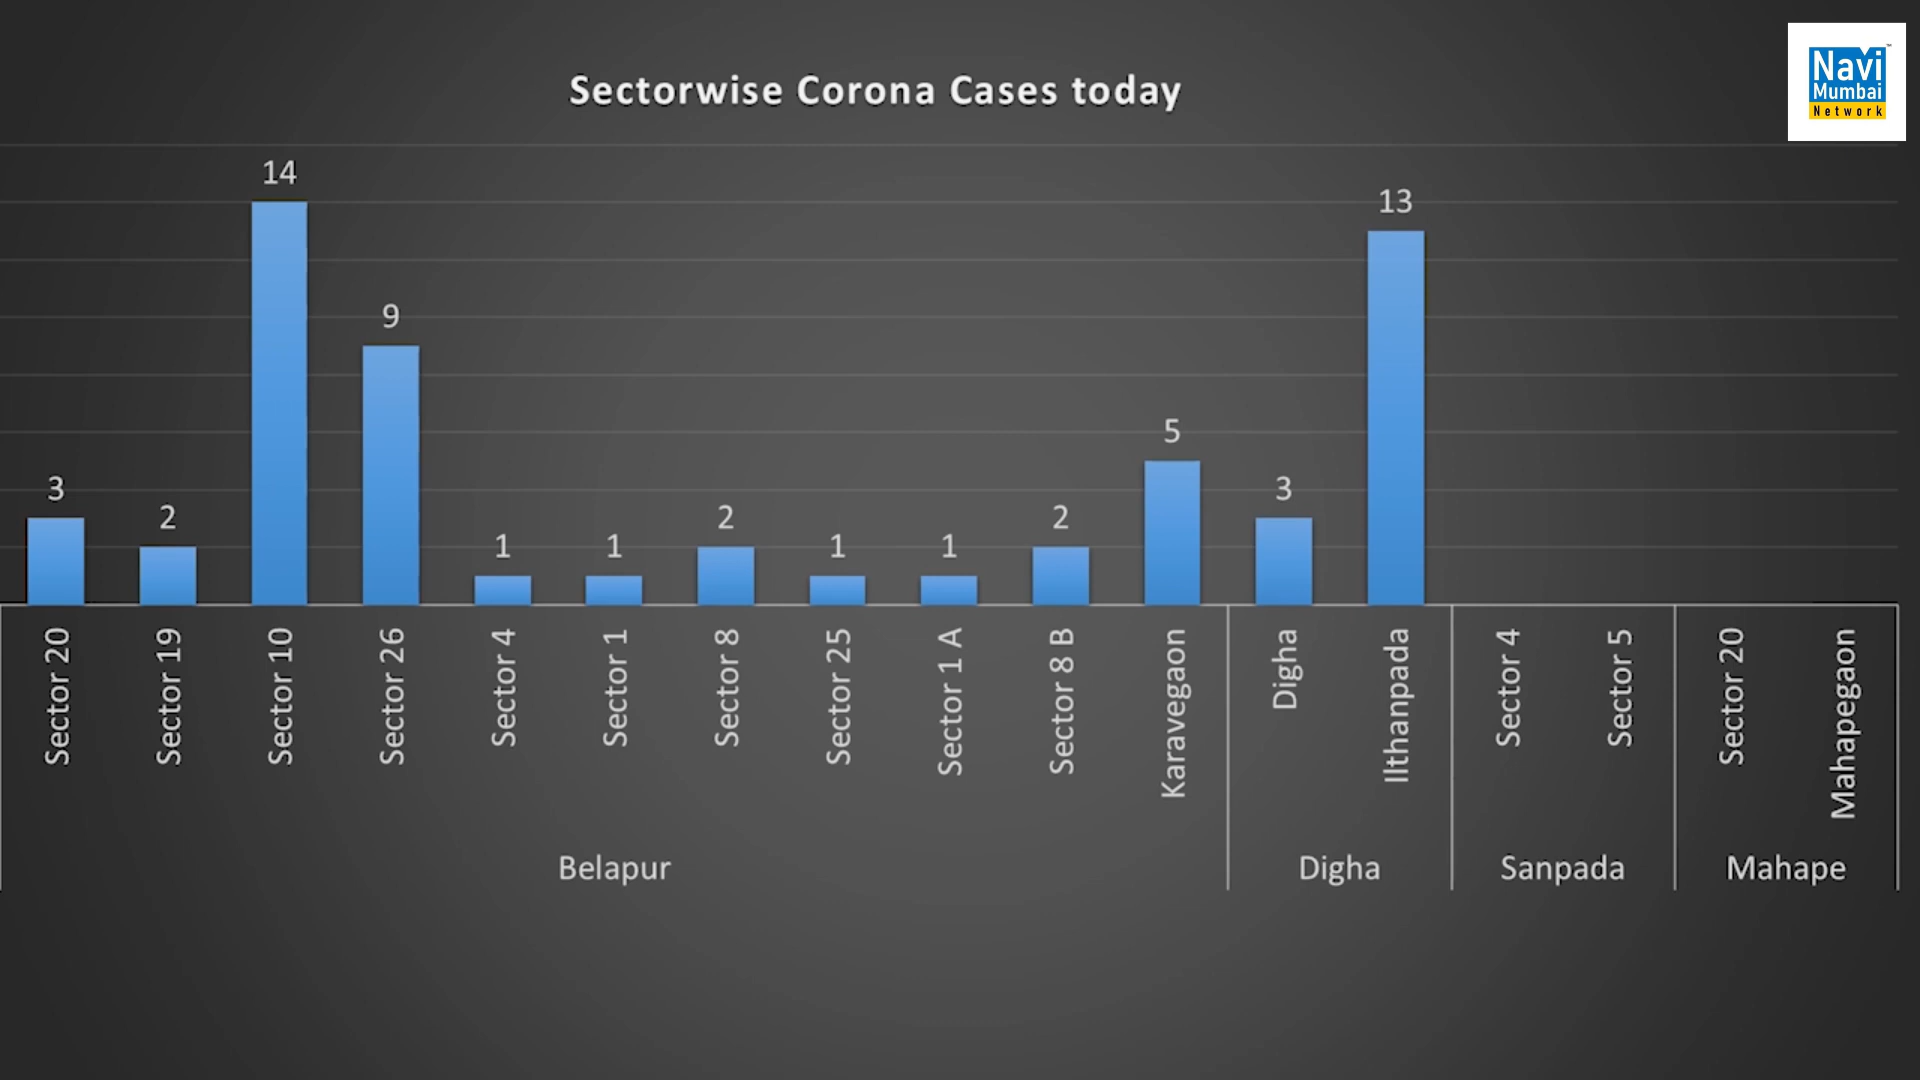 Navi
Mumbai
Network
Sectorwise Corona Cases today
14
13
9
5
3
3
2
2
2
1
1
1
1
Sector 20
Sector 19
Sector 10
Sector 26
Sector 4
Sector 1
Sector 8
Sector 25
Sector 1 A
Sector 8 B
Karavegaon
Digha
Ilthanpada
Sector 4
Sector 5
Sector 20
Mahapegaon
Belapur
Digha
Sanpada
Mahape